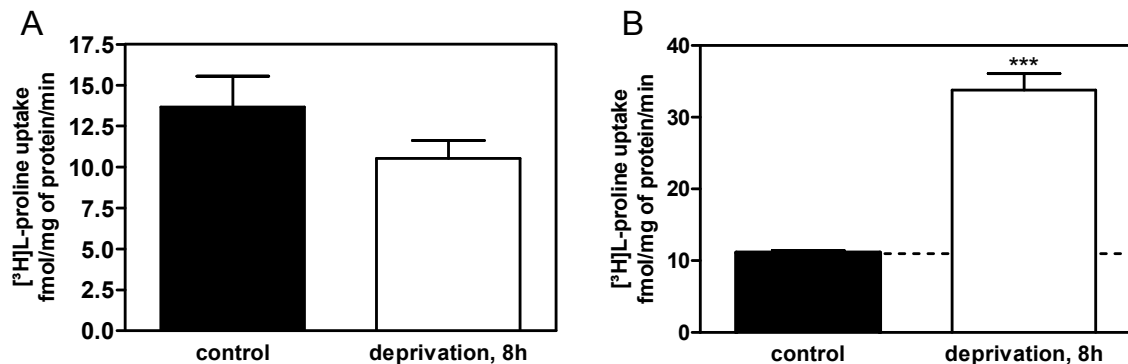 A
[³H]L-proline uptake
fmol/mg of protein/min
17.5
15.0
12.5
10.0
7.5
5.0
2.5
0.0
control
deprivation, 8h
B
[³H]L-proline uptake
fmol/mg of protein/min
40
30
20
10
0
***
control
deprivation, 8h